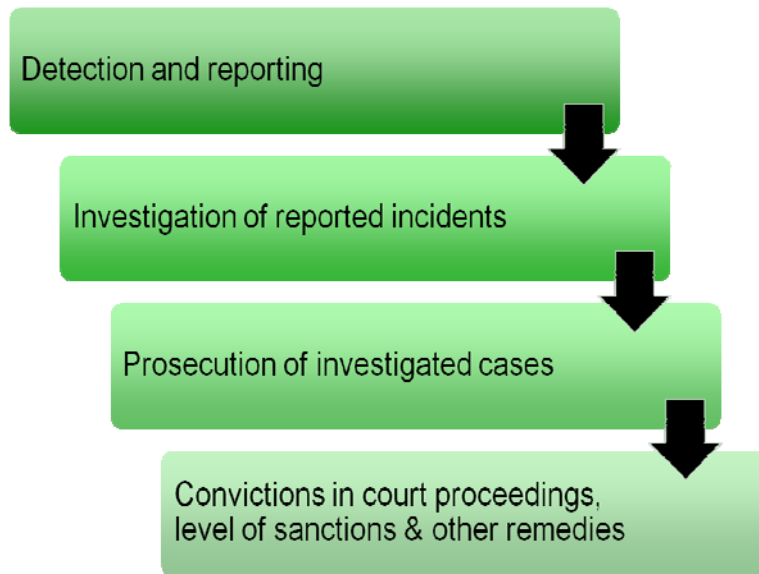 Detection and reporting
Investigation of reported incidents
Prosecution of investigated cases
Convictions in court proceedings,
level of sanctions & other remedies